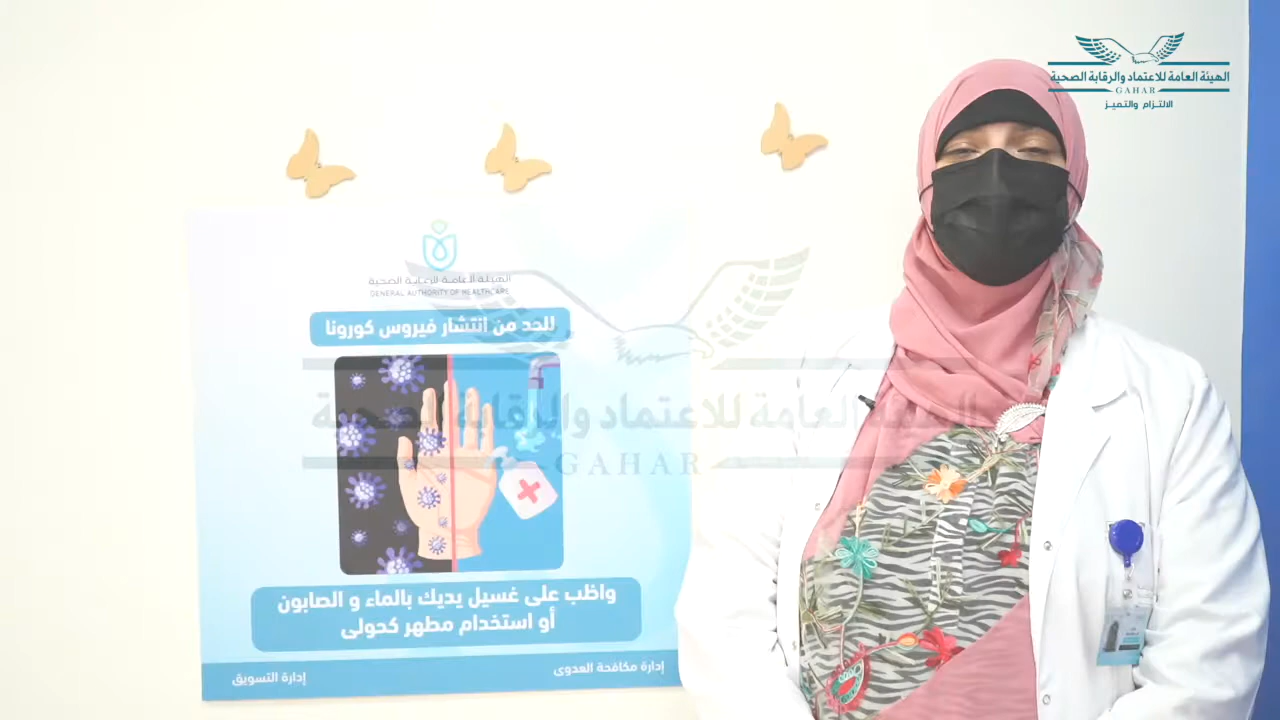 الهيئة العامة للاعتماد والرقابة الصحية
GAHAR
الالتزام والتميز
الهيئة العامة للرعاية الصحية
GENERAL AUTHORITY OF HEALTHCARE
للحد من انتشار فيروس كورونا
الهيئة العامة للاعتماد والرقابة الصحية
GAHAR
واظب على غسيل يديك بالماء و الصابون
أو استخدام مطهر كحولى
إدارة مكافحة العدوى
إدارة التسويق